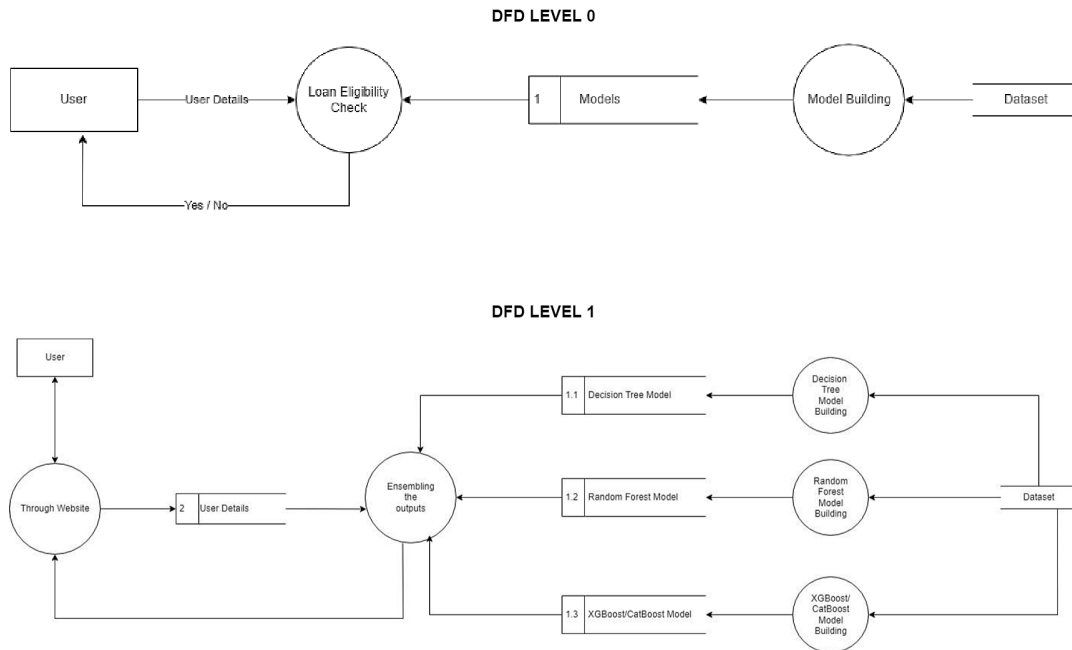 DFD LEVEL 0
User
User Details
Loan Eligibility
Check
1
Models
Model Building
Dataset
Yes / No
DFD LEVEL 1
User
Through Website
2
User Details
Ensembling
the
outputs
1.1
Decision Tree Model
Decision
Tree
Model
Building
1.2
Random Forest Model
Random
Forest
Model
Building
Dataset
1.3
XGBoost/CatBoost Model
XGBoost/
CatBoost
Model
Building